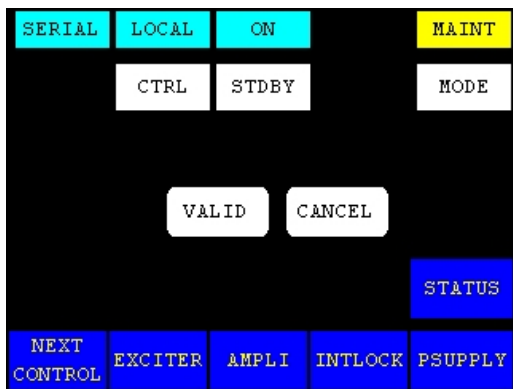 SERIAL LOCAL ON MAINT
CTRL STDBY MODE
VALID CANCEL
STATUS
NEXT CONTROL EXCITER AMPLI INTLOCK PSUPPLY